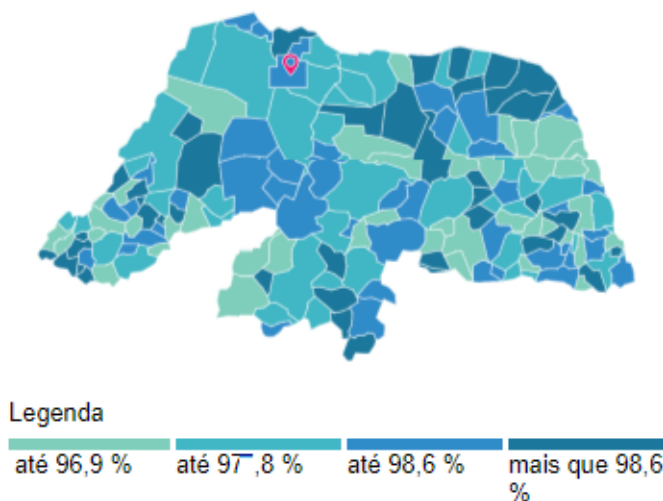 Legenda
até 96,9 %
até 97,8 %
até 98,6 %
mais que 98,6
%